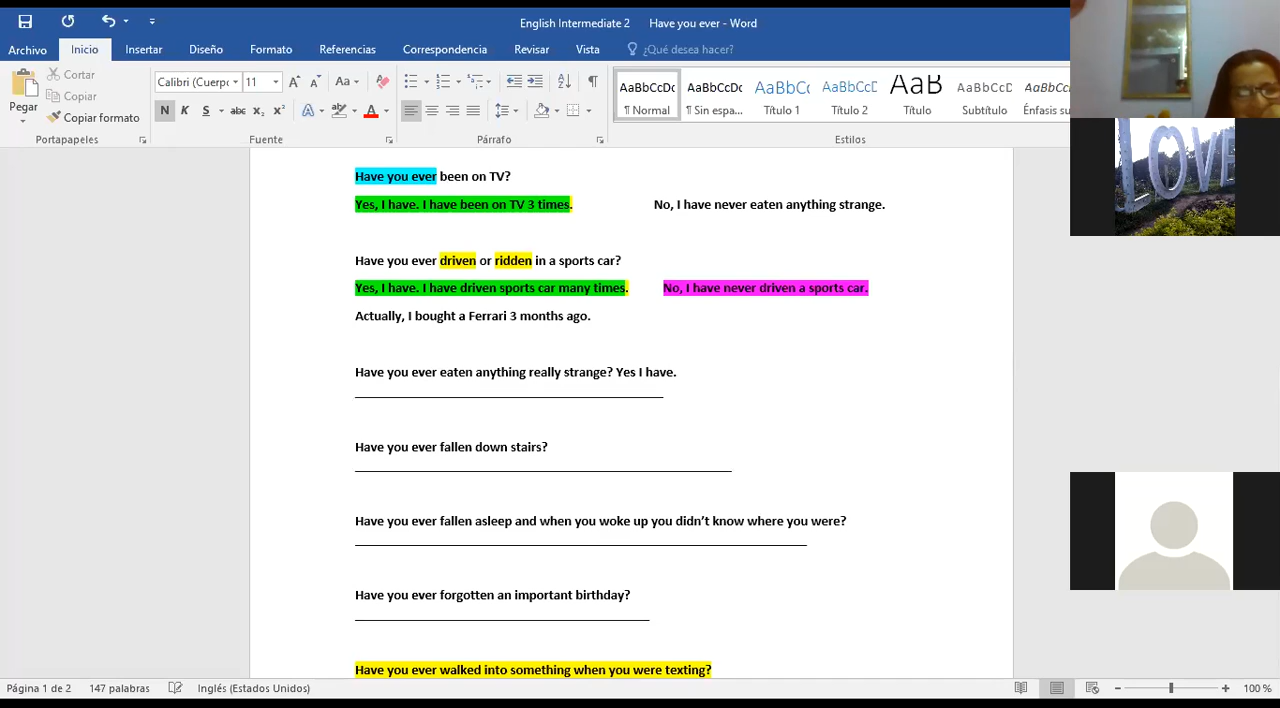 English Intermediate 2 Have you ever - Word
Archivo Inicio Insertar Diseño Formato Referencias Correspondencia Revisar Vista ¿Qué desea hacer?
Pegar
Cortar
Copiar
Copiar formato
Calibri (Cuerpo 11
Aa
N K S abc x₂ x²
A A
AaBbCcDc AaBbCcDc AaBbC AaBbCcD AaB AaBbCcD AaBbCcD
¶ Normal ¶ Sin espa... Título 1 Título 2 Título Subtítulo Énfasis su
Portapapeles Fuente Párrafo Estilos
Have you ever been on TV?
Yes, I have. I have been on TV 3 times. No, I have never eaten anything strange.
Have you ever driven or ridden in a sports car?
Yes, I have. I have driven sports car many times. No, I have never driven a sports car.
Actually, I bought a Ferrari 3 months ago.
Have you ever eaten anything really strange? Yes I have.
Have you ever fallen down stairs?
Have you ever fallen asleep and when you woke up you didn’t know where you were?
Have you ever forgotten an important birthday?
Have you ever walked into something when you were texting?
Página 1 de 2 147 palabras Inglés (Estados Unidos) 100 %
LOVE